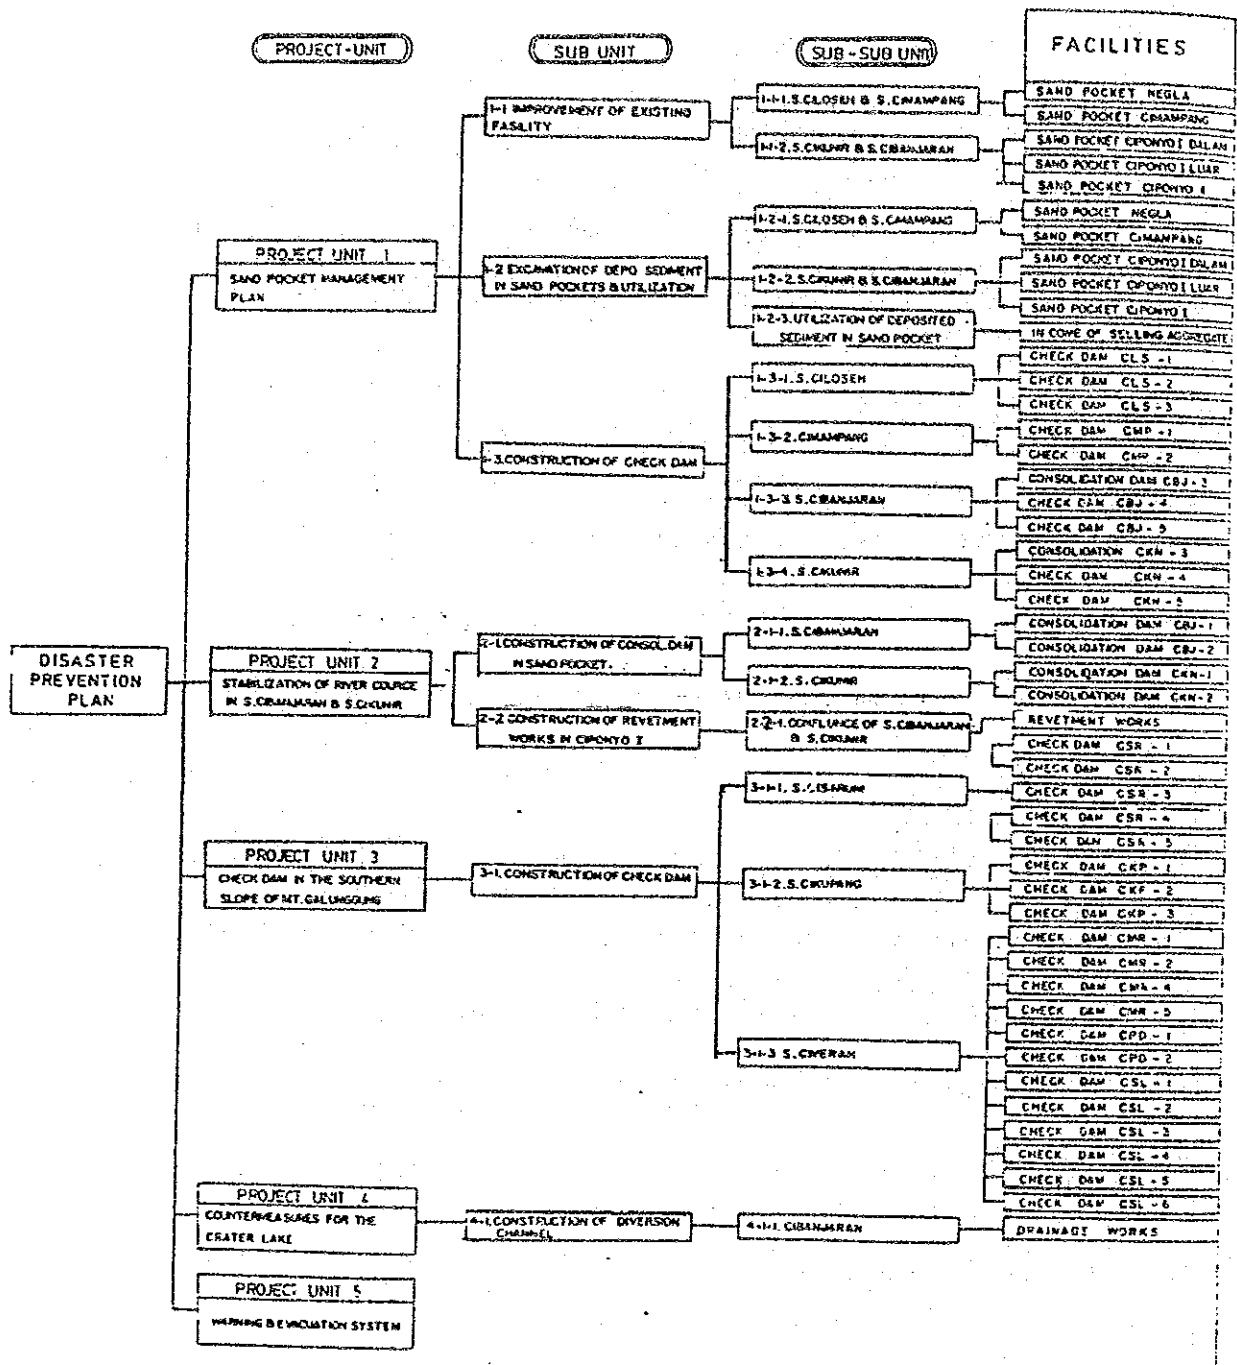 PROJECT-UNIT
SUB UNIT
SUB-SUB UNIT
FACILITIES
DISASTER
PREVENTION
PLAN
PROJECT UNIT 1
SAND POCKET MANAGEMENT
PLAN
1-1 IMPROVEMENT OF EXISTING
FASILITY
1-1-1. S.CILOSEH & S.CIMAMPANG
SAND POCKET NEGLA
SAND POCKET CIMAMPANG
1-1-2. S.CIKUNIR & S.CIBANJARAN
SAND POCKET CIPONYO I DALAM
SAND POCKET CIPONYO I LUAR
SAND POCKET CIPONYO I
1-2 EXCAVATION OF DEPO SEDIMENT
IN SAND POCKETS & UTILIZATION
1-2-1. S.CILOSEH & S.CIMAMPANG
SAND POCKET NEGLA
SAND POCKET CIMAMPANG
1-2-2. S.CIKUNIR & S.CIBANJARAN
SAND POCKET CIPONYO I DALAM
SAND POCKET CIPONYO I LUAR
SAND POCKET CIPONYO I
1-2-3. UTILIZATION OF DEPOSITED
SEDIMENT IN SAND POCKET
IN COME OF SELLING AGGREGATE
1-3. CONSTRUCTION OF CHECK DAM
1-3-1. S.CILOSEH
CHECK DAM CLS - 1
CHECK DAM CLS - 2
CHECK DAM CLS - 3
1-3-2. CIMAMPANG
CHECK DAM CMP - 1
CHECK DAM CMP - 2
1-3-3. S.CIBANJARAN
CONSOLIDATION DAM CBJ - 3
CHECK DAM CBJ - 4
CHECK DAM CBJ - 5
1-3-4. S.CIKUNIR
CONSOLIDATION CKN - 3
CHECK DAM CKN - 4
CHECK DAM CKN - 5
PROJECT UNIT 2
STABILIZATION OF RIVER COURCE
IN S.CIBANJARAN & S.CIKUNIR
2-1. CONSTRUCTION OF CONSOL. DAM
IN SAND POCKET.
2-1-1. S.CIBANJARAN
CONSOLIDATION DAM CBJ - 1
CONSOLIDATION DAM CBJ - 2
2-1-2. S.CIKUNIR
CONSOLIDATION DAM CKN - 1
CONSOLIDATION DAM CKN - 2
2-2 CONSTRUCTION OF REVETMENT
WORKS IN CIPONYO I
2-2-1. CONFLUNCE OF S.CIBANJARAN
& S.CIKUNIR
REVETMENT WORKS
PROJECT UNIT 3
CHECK DAM IN THE SOUTHERN
SLOPE OF MT. GALUNGGUNG
3-1. CONSTRUCTION OF CHECK DAM
3-1-1. S.CISARUNI
CHECK DAM CSR - 1
CHECK DAM CSR - 2
CHECK DAM CSR - 3
CHECK DAM CSR - 4
CHECK DAM CSR - 5
3-1-2. S.CIKUPANG
CHECK DAM CKP - 1
CHECK DAM CKP - 2
CHECK DAM CKP - 3
3-1-3 S.CIMERAH
CHECK DAM CMR - 1
CHECK DAM CMR - 2
CHECK DAM CMR - 4
CHECK DAM CMR - 5
CHECK DAM CPD - 1
CHECK DAM CPD - 2
CHECK DAM CSL - 1
CHECK DAM CSL - 2
CHECK DAM CSL - 3
CHECK DAM CSL - 4
CHECK DAM CSL - 5
CHECK DAM CSL - 6
PROJECT UNIT 4
COUNTERMEASURES FOR THE
CRATER LAKE
4-1. CONSTRUCTION OF DIVERSION
CHANNEL
4-1-1. CIBANJARAN
DRAINAGE WORKS
PROJECT UNIT 5
WARNING & EVACUATION SYSTEM